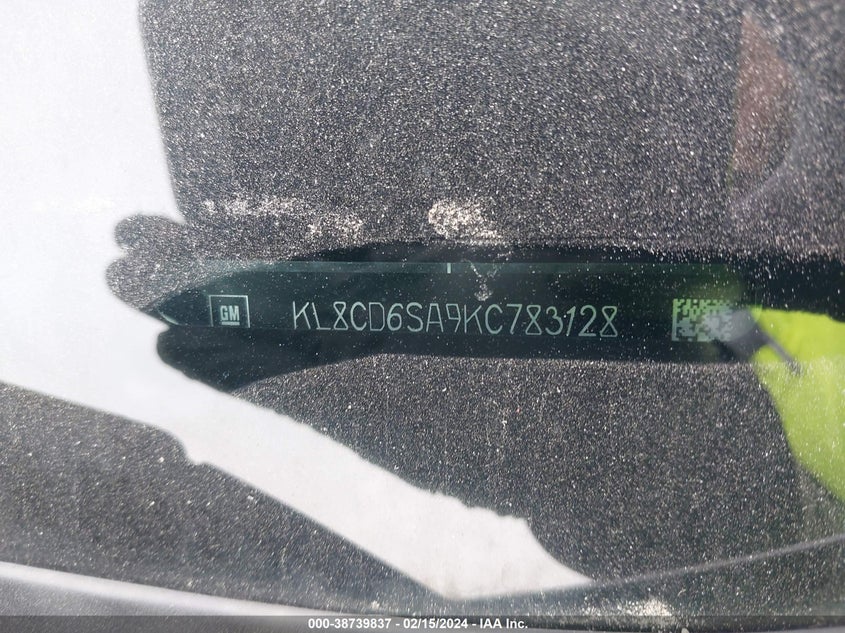 GM KL8CD6SA9KC783128
000-38739837 - 02/15/2024 - IAA Inc.